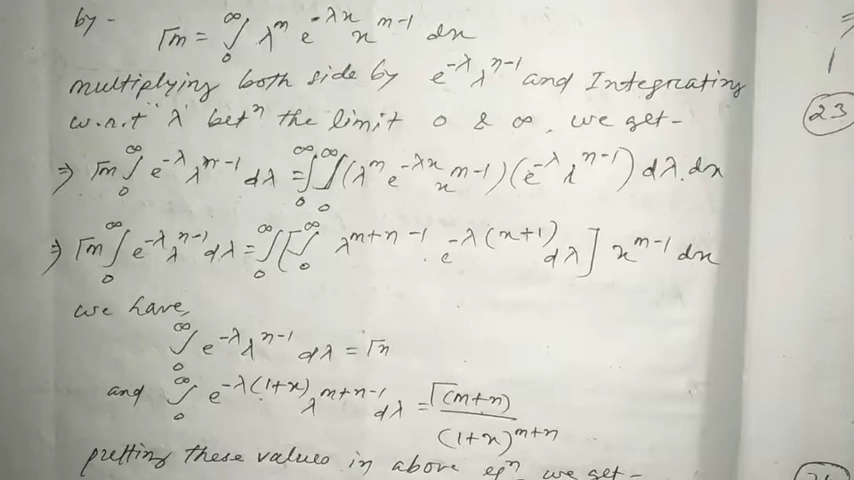 by -
Γm = ∫₀^∞ λ^m e^{-λx} x^{m-1} dx
multiplying both side by e^{-λ} λ^{n-1} and Integrating
w.r.t "λ" betⁿ the limit 0 & ∞, we get -
⇒ Γm ∫₀^∞ e^{-λ} λ^{n-1} dλ = ∫₀^∞ ∫₀^∞ (λ^m e^{-λx} x^{m-1}) (e^{-λ} λ^{n-1}) dλ.dx
⇒ Γm ∫₀^∞ e^{-λ} λ^{n-1} dλ = ∫₀^∞ [∫₀^∞ λ^{m+n-1} . e^{-λ(x+1)} dλ] x^{m-1} dx
we have,
∫₀^∞ e^{-λ} λ^{n-1} dλ = Γn
and ∫₀^∞ e^{-λ(1+x)} λ^{m+n-1} dλ = Γ(m+n) / (1+x)^{m+n}
putting these values in above eqⁿ, we get -
⇒
23